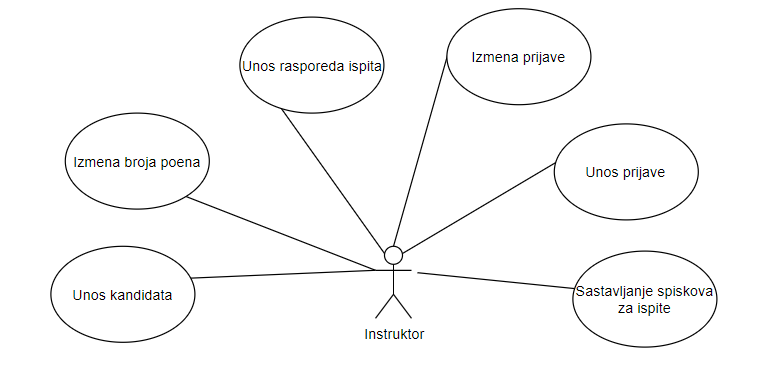 Izmena prijave
Unos rasporeda ispita
Izmena broja poena
Unos prijave
Unos kandidata
Sastavljanje spiskova
za ispite
Instruktor